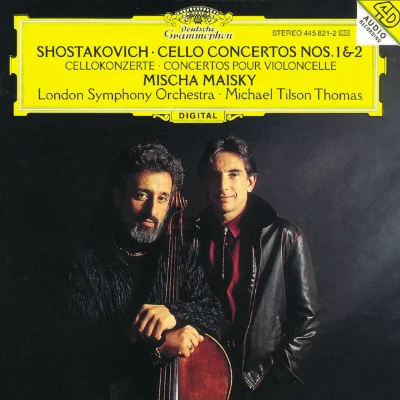 Deutsche
Grammophon
STEREO 445 821-2
4D
AUDIO
RECORDING
SHOSTAKOVICH · CELLO CONCERTOS NOS. 1 & 2
CELLOKONZERTE · CONCERTOS POUR VIOLONCELLE
MISCHA MAISKY
London Symphony Orchestra · Michael Tilson Thomas
DIGITAL